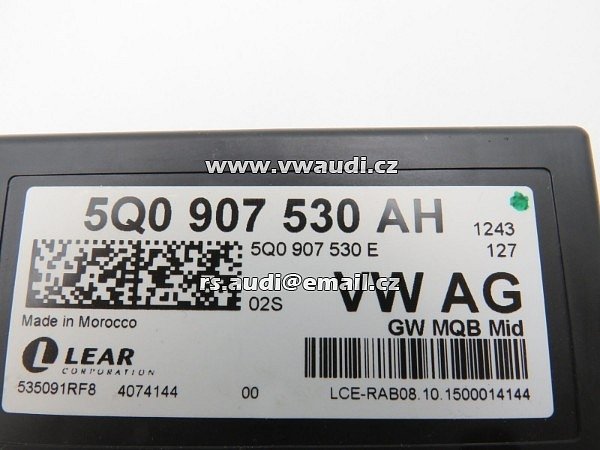 www.vwaudi.cz
5Q0 907 530 AH
1243
5Q0 907 530 E
127
rs.audi@email.cz
02S
VW AG
Made in Morocco
GW MQB Mid
LEAR
CORPORATION
535091RF8 4074144 00 LCE-RAB08.10.1500014144